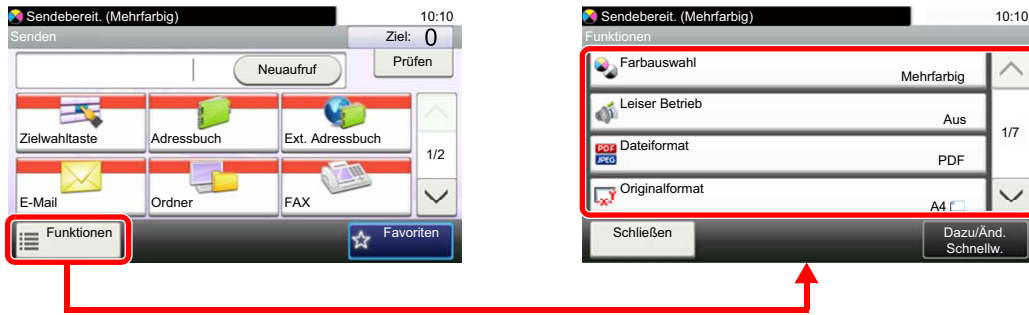 Sendebereit. (Mehrfarbig)
10:10
Senden
Ziel: 0
Neuaufruf
Prüfen
Zielwahltaste
Adressbuch
Ext. Adressbuch
1/2
E-Mail
Ordner
FAX
Funktionen
Favoriten
Sendebereit. (Mehrfarbig)
10:10
Funktionen
Farbauswahl
Mehrfarbig
Leiser Betrieb
Aus
1/7
PDF
JPEG
Dateiformat
PDF
Originalformat
A4
Schließen
Dazu/Änd.
Schnellw.